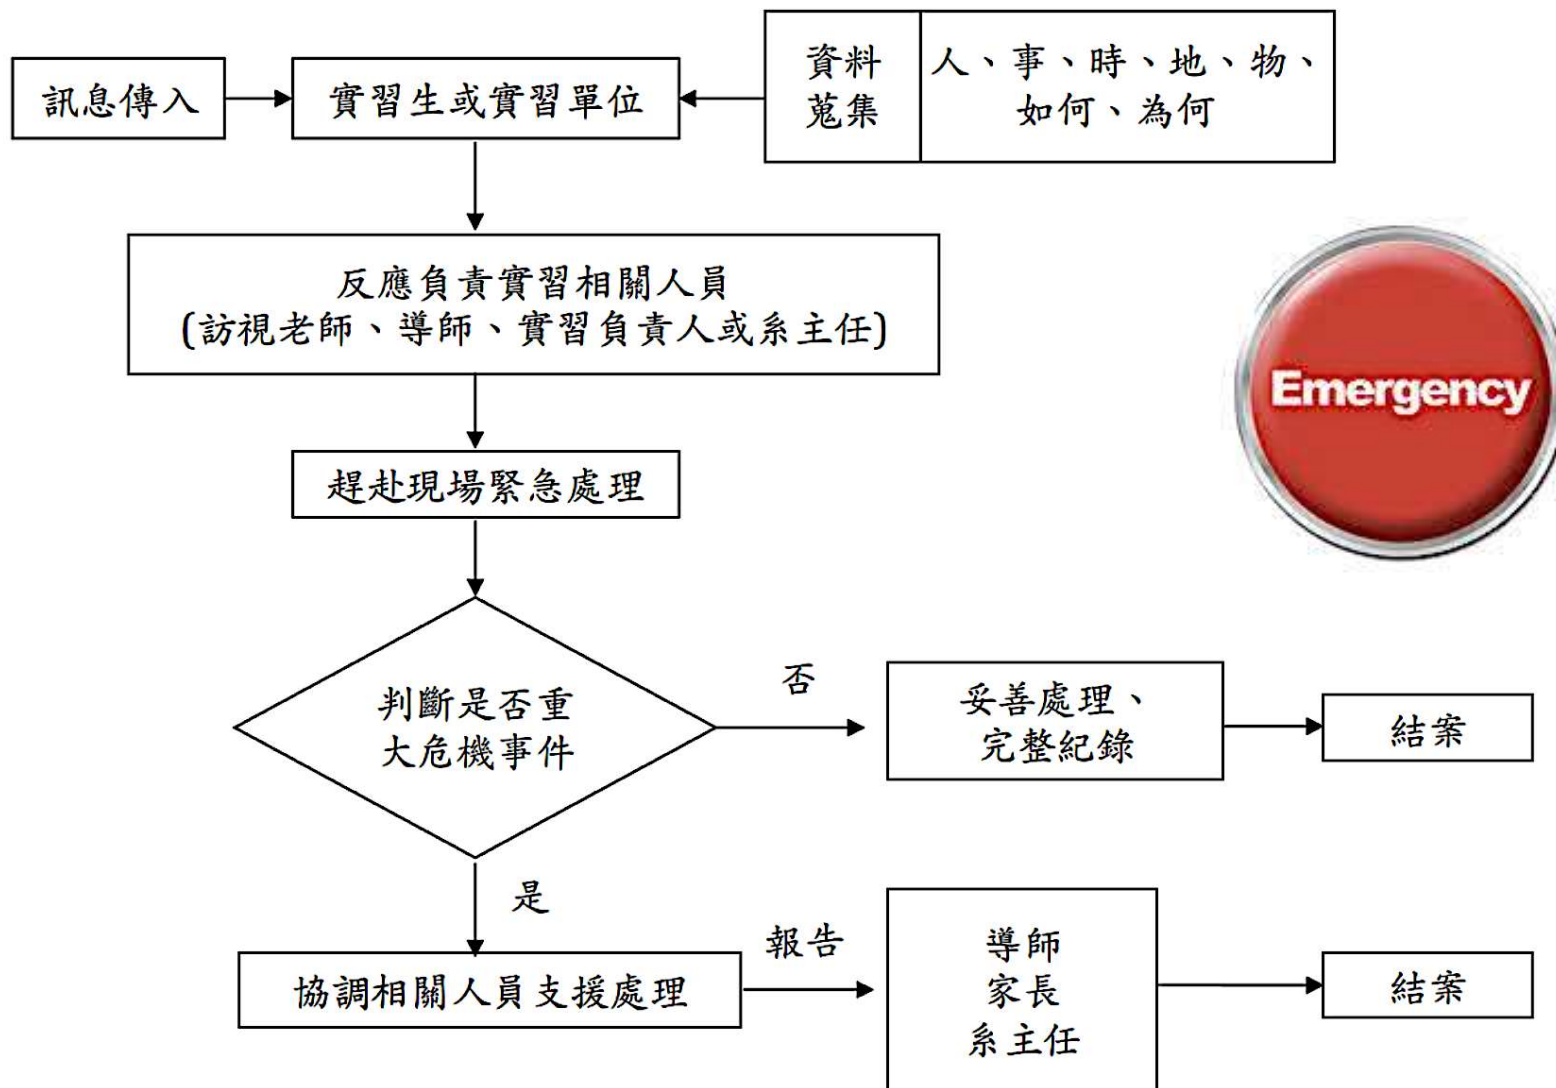 訊息傳入
實習生或實習單位
資料
蒐集
人、事、時、地、物、
如何、為何
反應負責實習相關人員
(訪視老師、導師、實習負責人或系主任)
Emergency
趕赴現場緊急處理
判斷是否重
大危機事件
否
妥善處理、
完整紀錄
結案
是
協調相關人員支援處理
報告
導師
家長
系主任
結案